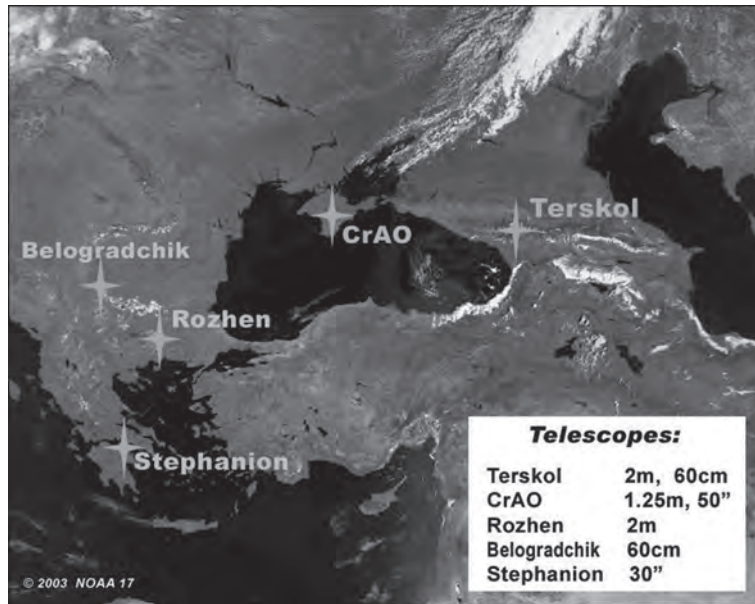 Terskol
CrAO
Belogradchik
Rozhen
Stephanion
Telescopes:
Terskol 2m, 60cm
CrAO 1.25m, 50”
Rozhen 2m
Belogradchik 60cm
Stephanion 30”
© 2003 NOAA 17